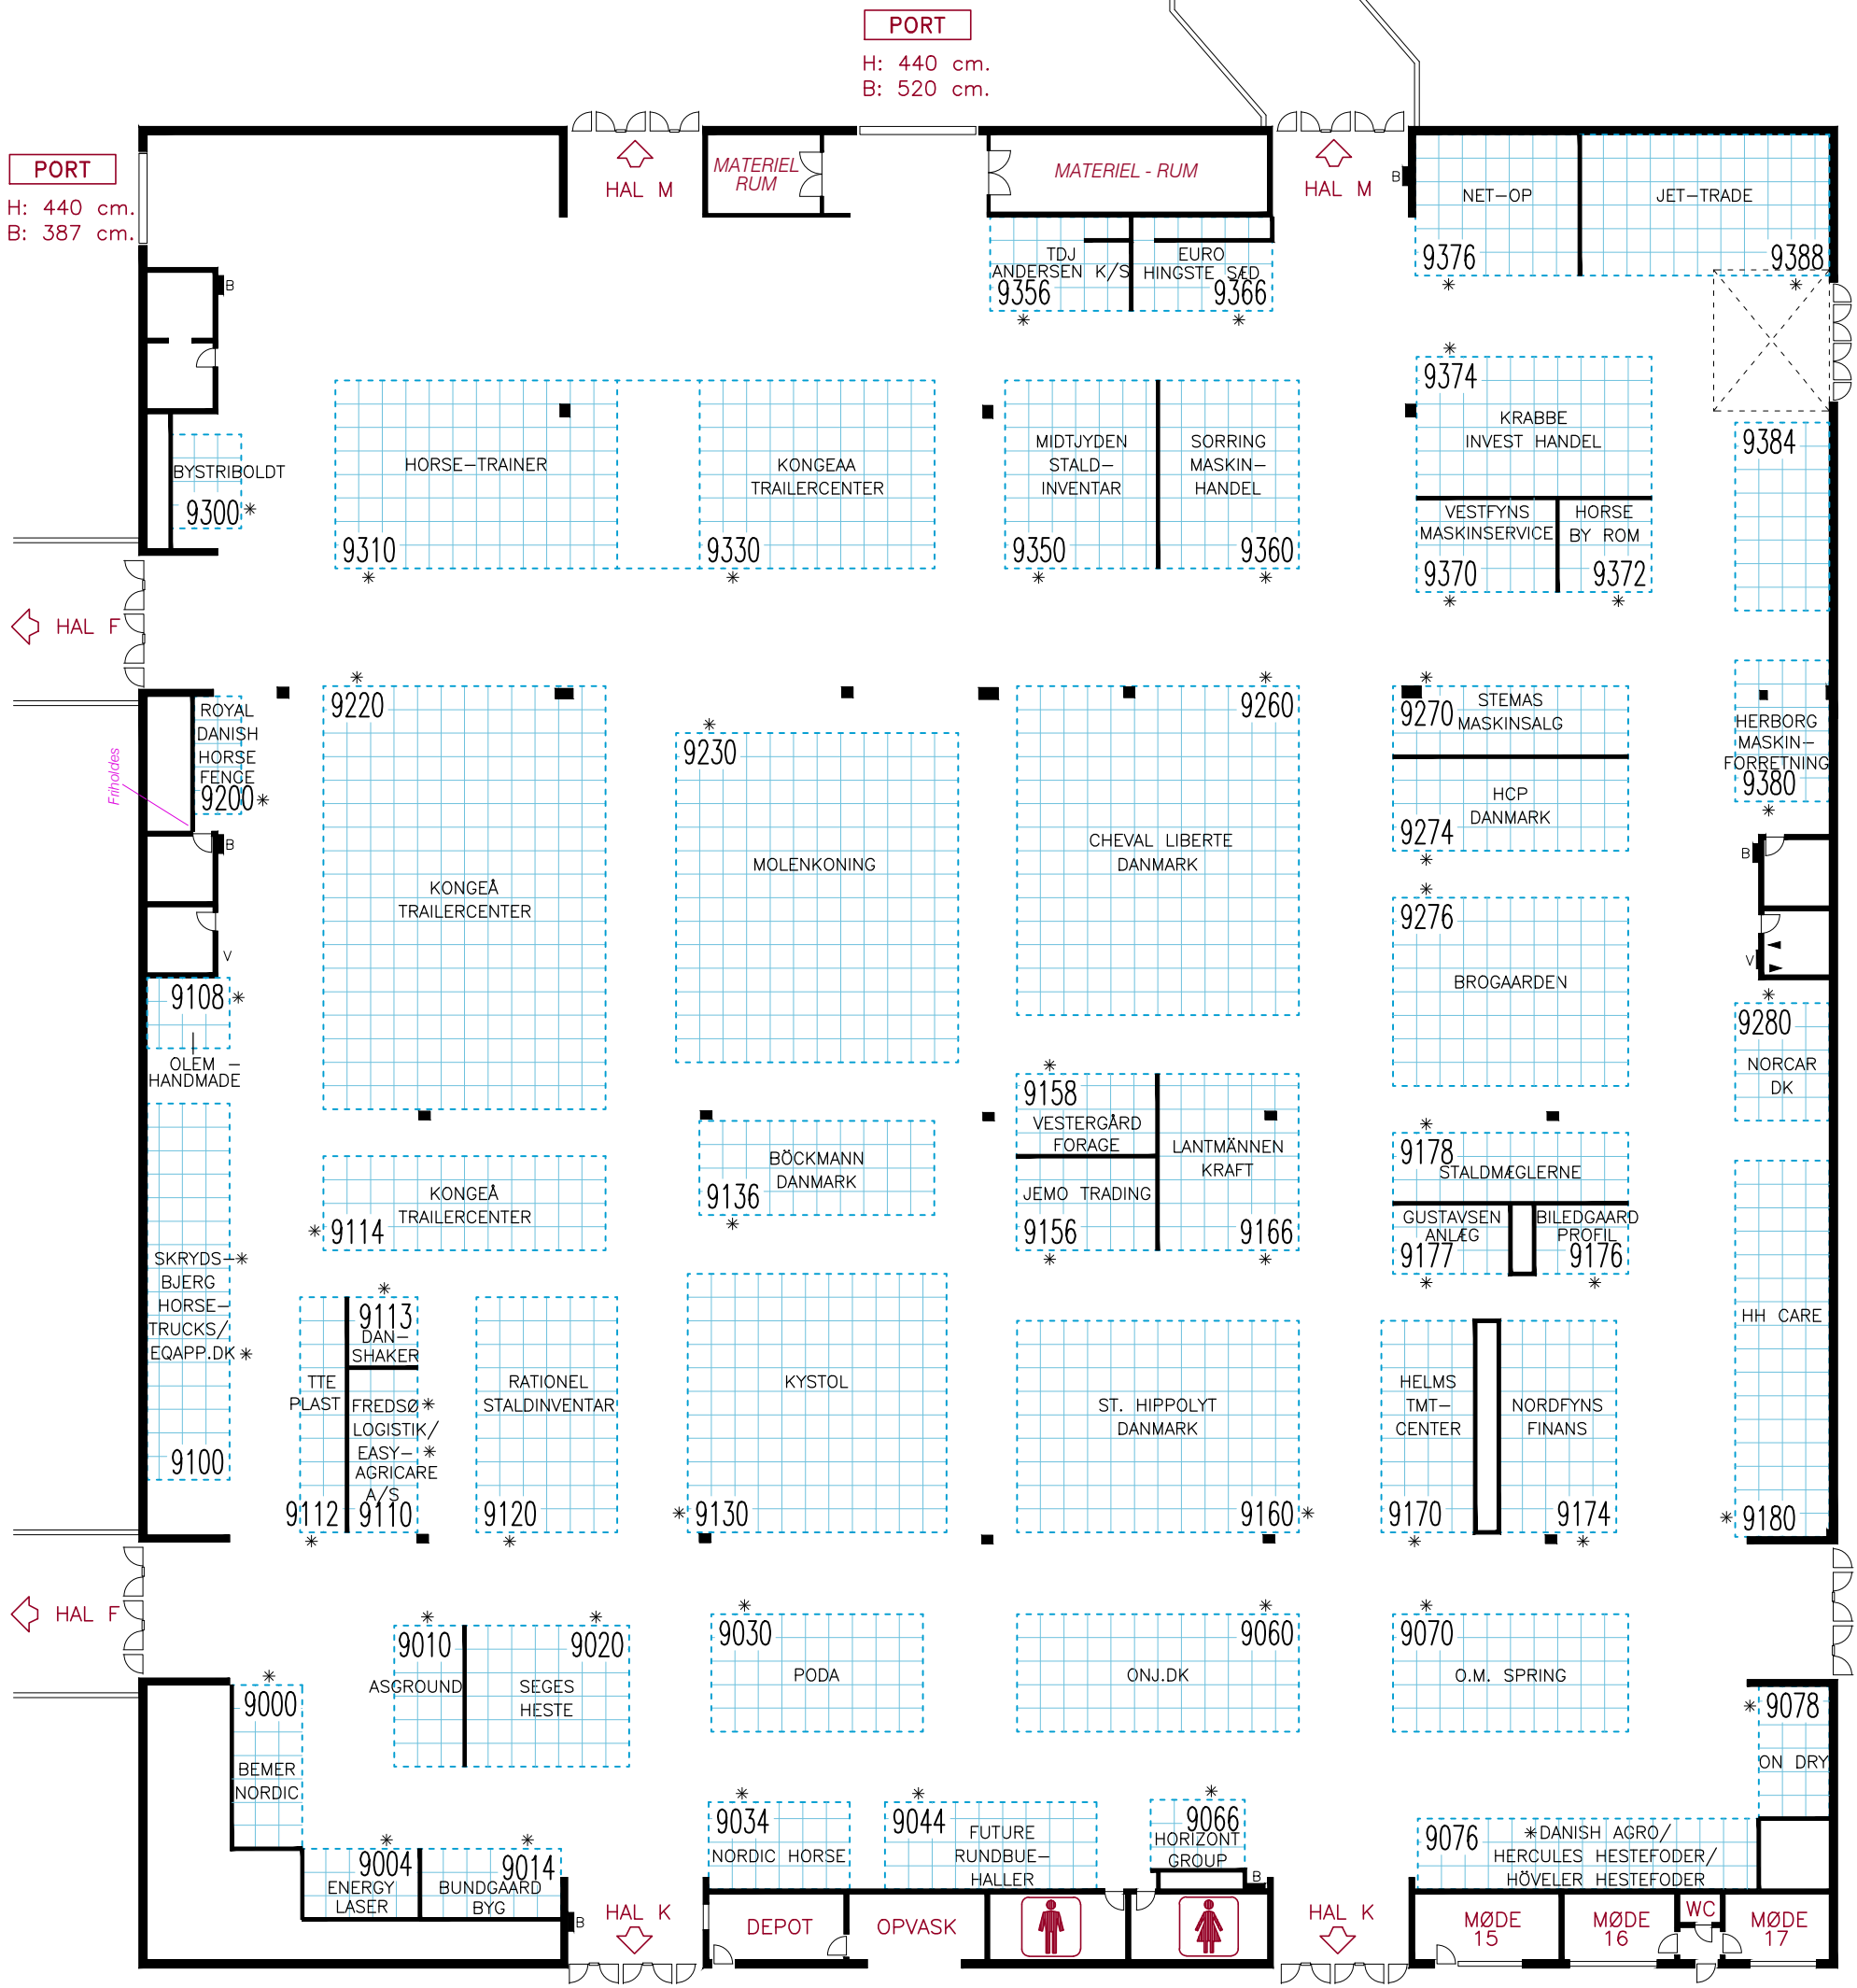 PORT
H: 440 cm.
B: 520 cm.
PORT
H: 440 cm.
B: 387 cm.
HAL M
MATERIEL
RUM
MATERIEL - RUM
HAL M
B
NET-OP
9376
JET-TRADE
9388
TDJ
ANDERSEN K/S
9356
EURO
HINGSTE SÆD
9366
B
BYSTRIBOLDT
9300
HORSE-TRAINER
9310
KONGEAA
TRAILERCENTER
9330
MIDTJYDEN
STALD-
INVENTAR
9350
SORRING
MASKIN-
HANDEL
9360
9374
KRABBE
INVEST HANDEL
VESTFYNS
MASKINSERVICE
9370
HORSE
BY ROM
9372
9384
HAL F
ROYAL
DANISH
HORSE
FENCE
9200
Friholdes
B
V
9220
KONGEÅ
TRAILERCENTER
9230
MOLENKONING
9260
CHEVAL LIBERTE
DANMARK
9270
STEMAS
MASKINSALG
HCP
DANMARK
9274
9276
BROGAARDEN
HERBORG
MASKIN-
FORRETNING
9380
B
V
9280
NORCAR
DK
9108
OLEM -
HANDMADE
SKRYDS-
BJERG
HORSE-
TRUCKS/
EQAPP.DK
9100
KONGEÅ
TRAILERCENTER
9114
BÖCKMANN
DANMARK
9136
9158
VESTERGÅRD
FORAGE
JEMO TRADING
9156
LANTMÄNNEN
KRAFT
9166
9178
STALDMÆGLERNE
GUSTAVSEN
ANLÆG
9177
BILEDGAARD
PROFIL
9176
HH CARE
9180
9113
DAN-
SHAKER
TTE
PLAST
9112
FREDSØ
LOGISTIK/
EASY-
AGRICARE
A/S
9110
RATIONEL
STALDINVENTAR
9120
KYSTOL
9130
ST. HIPPOLYT
DANMARK
9160
HELMS
TMT-
CENTER
9170
NORDFYNS
FINANS
9174
HAL F
9010
ASGROUND
9020
SEGES
HESTE
9030
PODA
9060
ONJ.DK
9070
O.M. SPRING
9078
ON DRY
9000
BEMER
NORDIC
9004
ENERGY
LASER
9014
BUNDGAARD
BYG
B
9034
NORDIC HORSE
9044
FUTURE
RUNDBUE-
HALLER
9066
HORIZONT
GROUP
B
9076
DANISH AGRO/
HERCULES HESTEFODER/
HÖVELER HESTEFODER
HAL K
DEPOT
OPVASK
HAL K
MØDE
15
MØDE
16
WC
MØDE
17